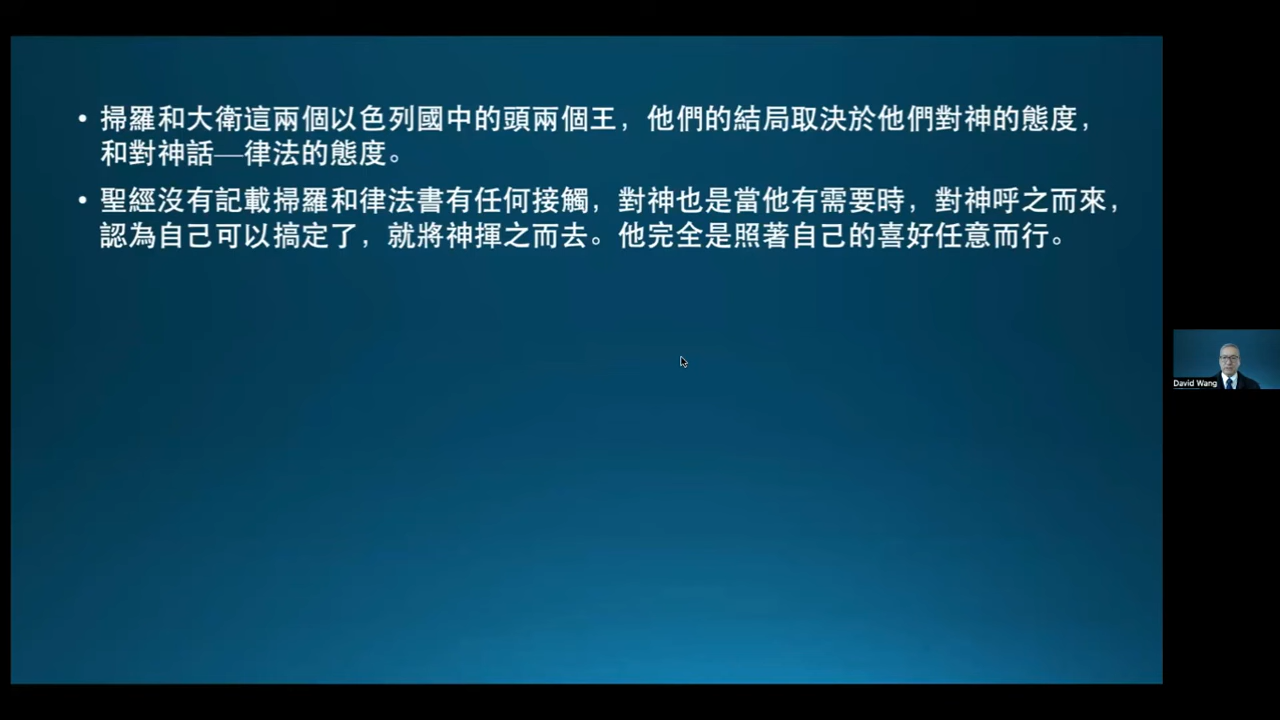 • 掃羅和大衛這兩個以色列國中的頭兩個王，他們的結局取決於他們對神的態度，
和對神話—律法的態度。
• 聖經沒有記載掃羅和律法書有任何接觸，對神也是當他有需要時，對神呼之而來，
認為自己可以搞定了，就將神揮之而去。他完全是照著自己的喜好任意而行。
David Wang